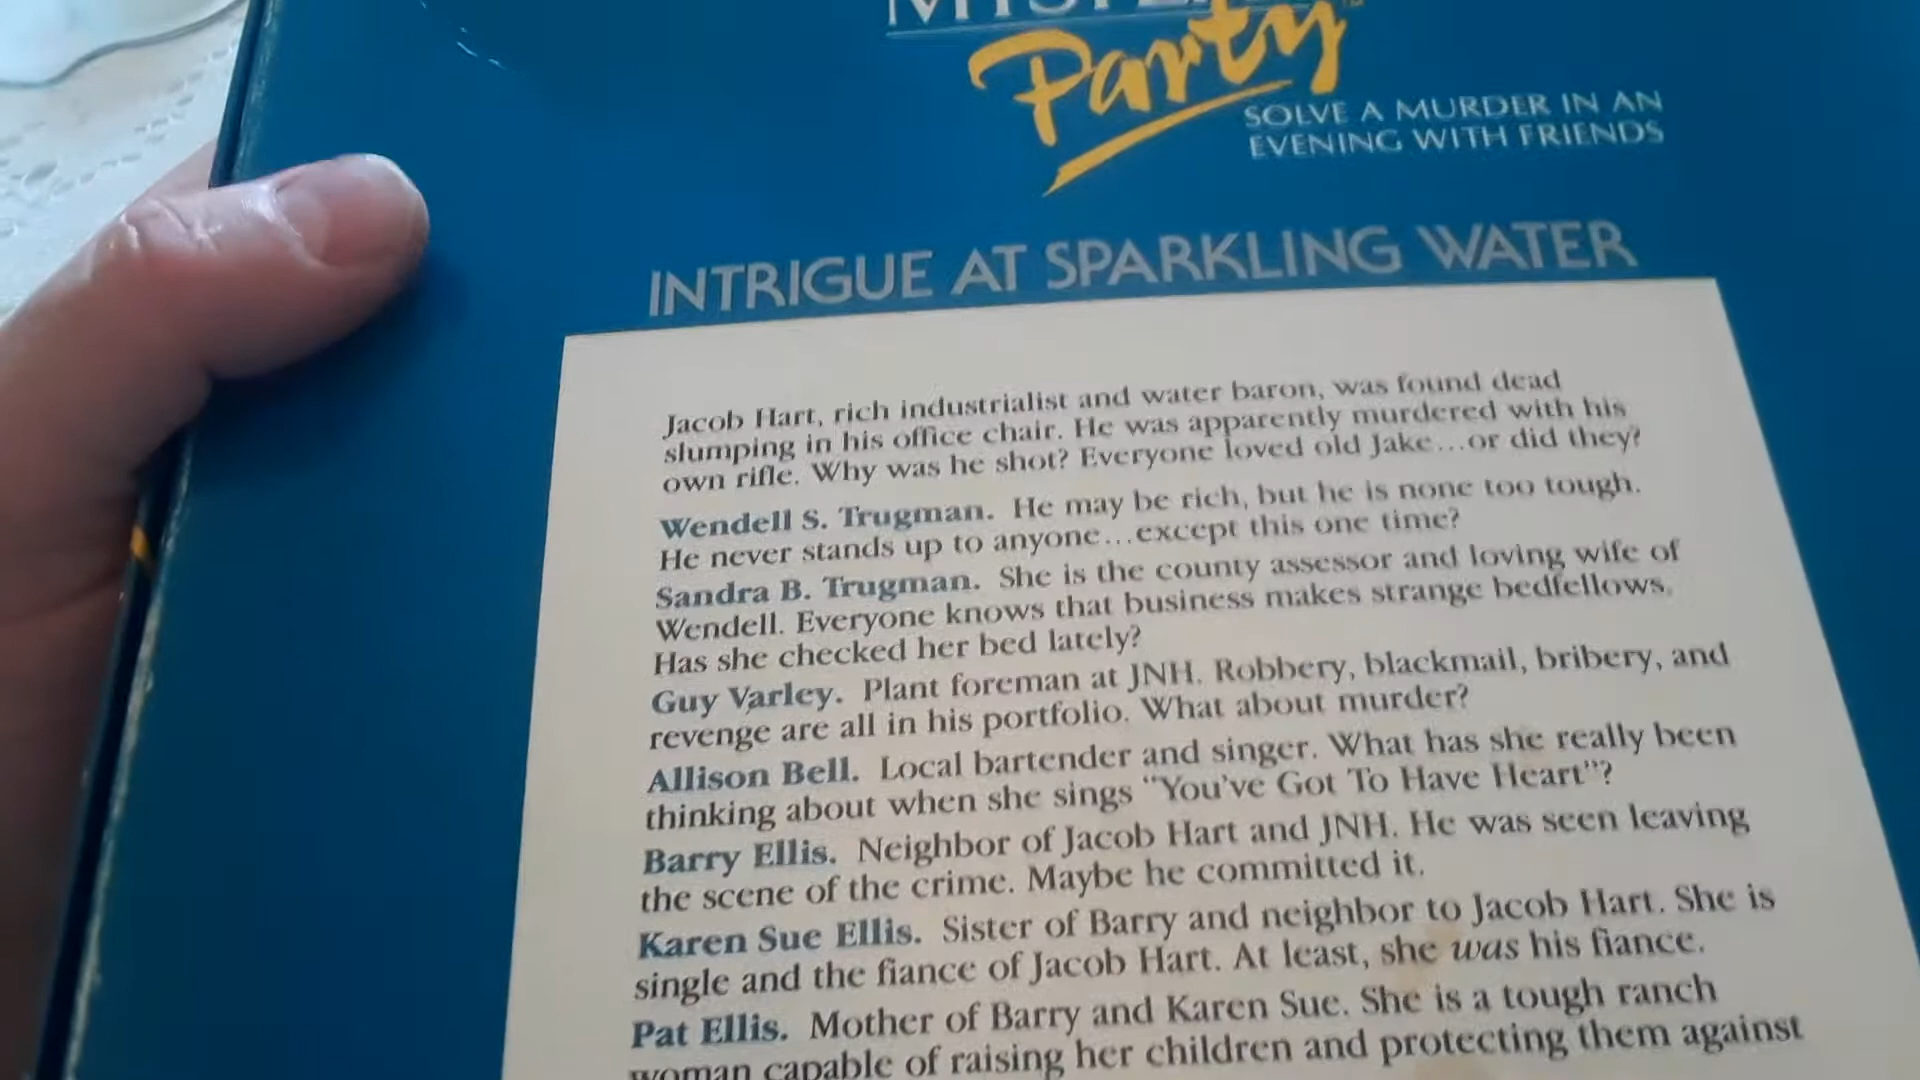 Party
SOLVE A MURDER IN AN
EVENING WITH FRIENDS
INTRIGUE AT SPARKLING WATER
Jacob Hart, rich industrialist and water baron, was found dead
slumping in his office chair. He was apparently murdered with his
own rifle. Why was he shot? Everyone loved old Jake...or did they?
Wendell S. Trugman. He may be rich, but he is none too tough.
He never stands up to anyone...except this one time?
Sandra B. Trugman. She is the county assessor and loving wife of
Wendell. Everyone knows that business makes strange bedfellows.
Has she checked her bed lately?
Guy Varley. Plant foreman at JNH. Robbery, blackmail, bribery, and
revenge are all in his portfolio. What about murder?
Allison Bell. Local bartender and singer. What has she really been
thinking about when she sings "You've Got To Have Heart"?
Barry Ellis. Neighbor of Jacob Hart and JNH. He was seen leaving
the scene of the crime. Maybe he committed it.
Karen Sue Ellis. Sister of Barry and neighbor to Jacob Hart. She is
single and the fiance of Jacob Hart. At least, she was his fiance.
Pat Ellis. Mother of Barry and Karen Sue. She is a tough ranch
woman capable of raising her children and protecting them against